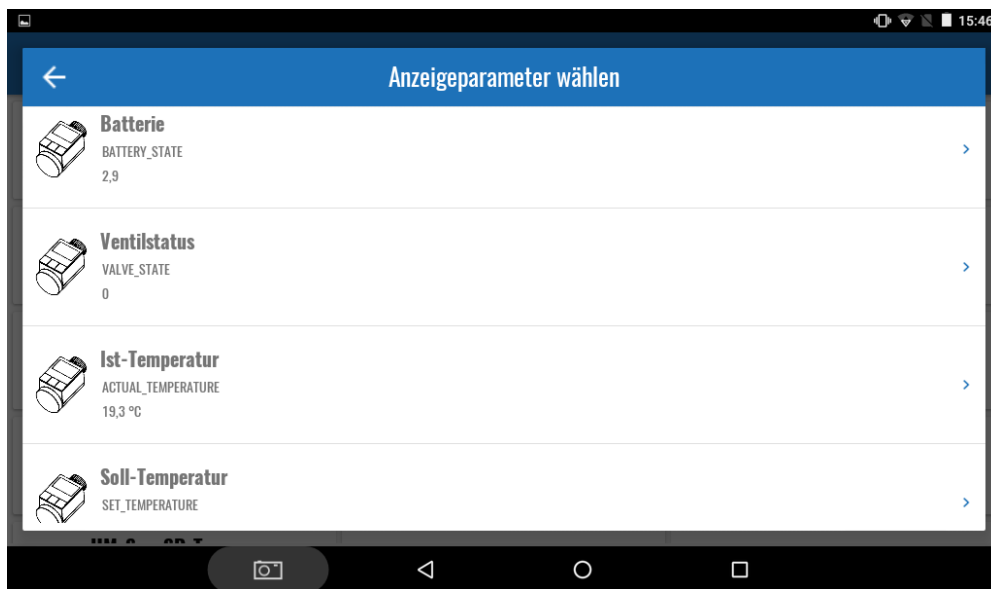 15:46
Anzeigeparameter wählen
Batterie
BATTERY_STATE
2,9
Ventilstatus
VALVE_STATE
0
Ist-Temperatur
ACTUAL_TEMPERATURE
19,3 °C
Soll-Temperatur
SET_TEMPERATURE